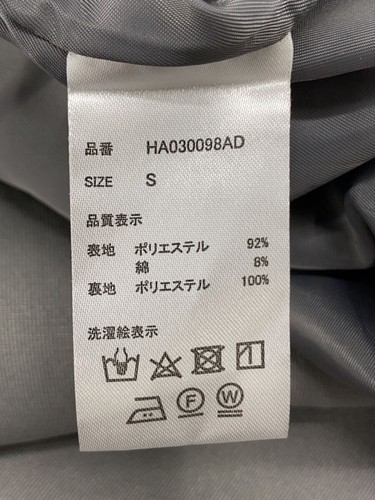 品番 HA030098AD
SIZE S
品質表示
表地 ポリエステル 92%
綿 8%
裏地 ポリエステル 100%
洗濯絵表示
F W